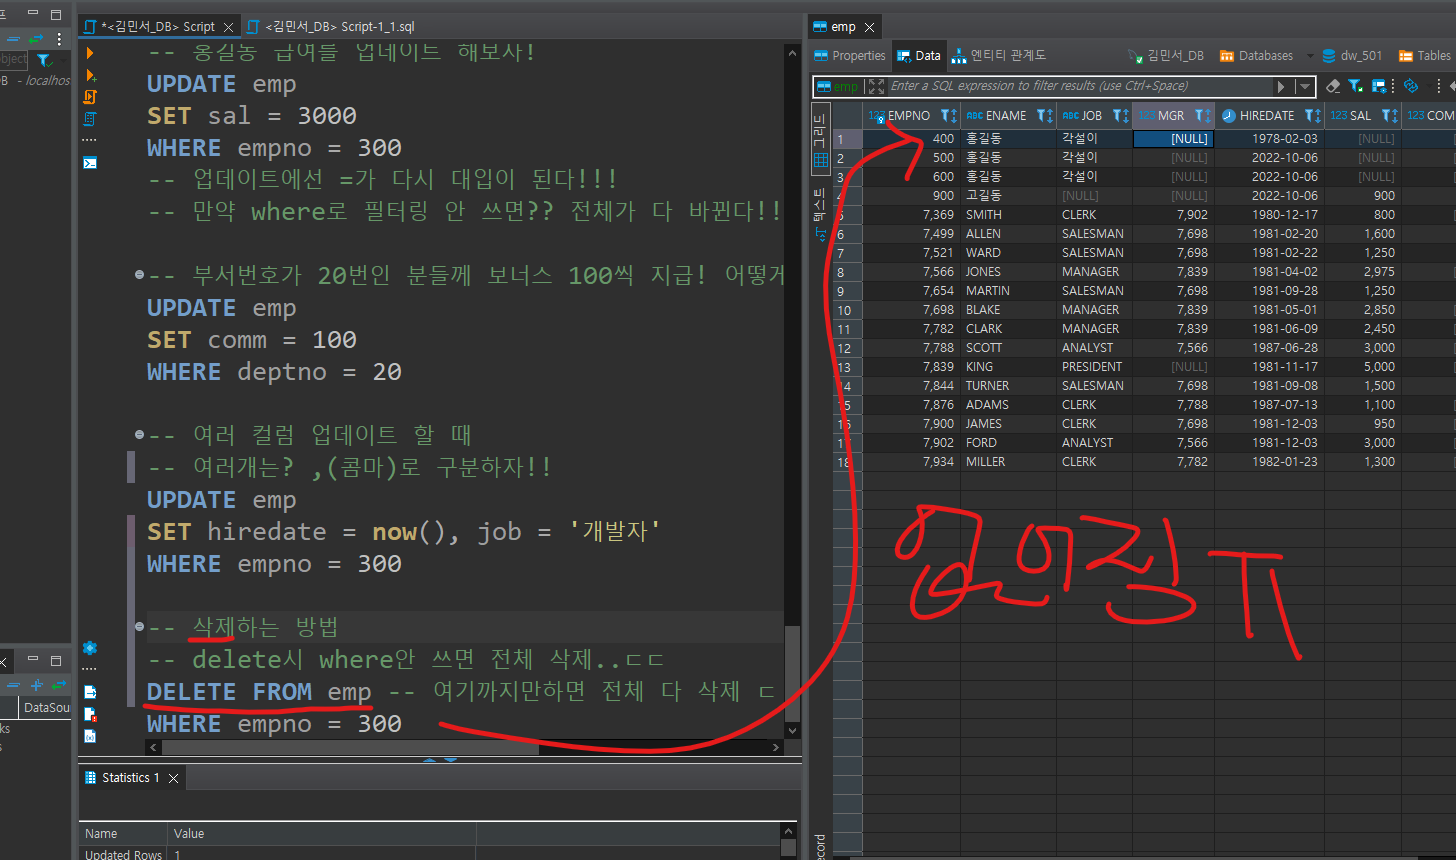 *<김민서_DB> Script
<김민서_DB> Script-1_1.sql
-- 홍길동 급여를 업데이트 해보자!
UPDATE emp
SET sal = 3000
WHERE empno = 300
-- 업데이트에선 =가 다시 대입이 된다!!!
-- 만약 where로 필터링 안 쓰면?? 전체가 다 바뀐다!!
-- 부서번호가 20번인 분들께 보너스 100씩 지급! 어떻게
UPDATE emp
SET comm = 100
WHERE deptno = 20
-- 여러 컬럼 업데이트 할 때
-- 여러개는? ,(콤마)로 구분하자!!
UPDATE emp
SET hiredate = now(), job = '개발자'
WHERE empno = 300
-- 삭제하는 방법
-- delete시 where안 쓰면 전체 삭제..ㄷㄷ
DELETE FROM emp -- 여기까지만하면 전체 다 삭제 ㄷ
WHERE empno = 300
Statistics 1
Name Value
Updated Rows 1
object
B - localhos
DataSou
ks
s
emp
Properties Data 엔티티 관계도 김민서_DB Databases dw_501 Tables
emp Enter a SQL expression to filter results (use Ctrl+Space)
그리드
텍스트
ecord
123 EMPNO ABC ENAME ABC JOB 123 MGR HIREDATE 123 SAL 123 COM
1 400 홍길동 각설이 [NULL] 1978-02-03 [NULL]
2 500 홍길동 각설이 [NULL] 2022-10-06 [NULL]
3 600 홍길동 각설이 [NULL] 2022-10-06 [NULL]
4 900 고길동 [NULL] [NULL] 2022-10-06 900
5 7,369 SMITH CLERK 7,902 1980-12-17 800
6 7,499 ALLEN SALESMAN 7,698 1981-02-20 1,600
7 7,521 WARD SALESMAN 7,698 1981-02-22 1,250
8 7,566 JONES MANAGER 7,839 1981-04-02 2,975
9 7,654 MARTIN SALESMAN 7,698 1981-09-28 1,250
10 7,698 BLAKE MANAGER 7,839 1981-05-01 2,850
11 7,782 CLARK MANAGER 7,839 1981-06-09 2,450
12 7,788 SCOTT ANALYST 7,566 1987-06-28 3,000
13 7,839 KING PRESIDENT [NULL] 1981-11-17 5,000
14 7,844 TURNER SALESMAN 7,698 1981-09-08 1,500
15 7,876 ADAMS CLERK 7,788 1987-07-13 1,100
16 7,900 JAMES CLERK 7,698 1981-12-03 950
17 7,902 FORD ANALYST 7,566 1981-12-03 3,000
18 7,934 MILLER CLERK 7,782 1982-01-23 1,300
없어짐 ㅠ